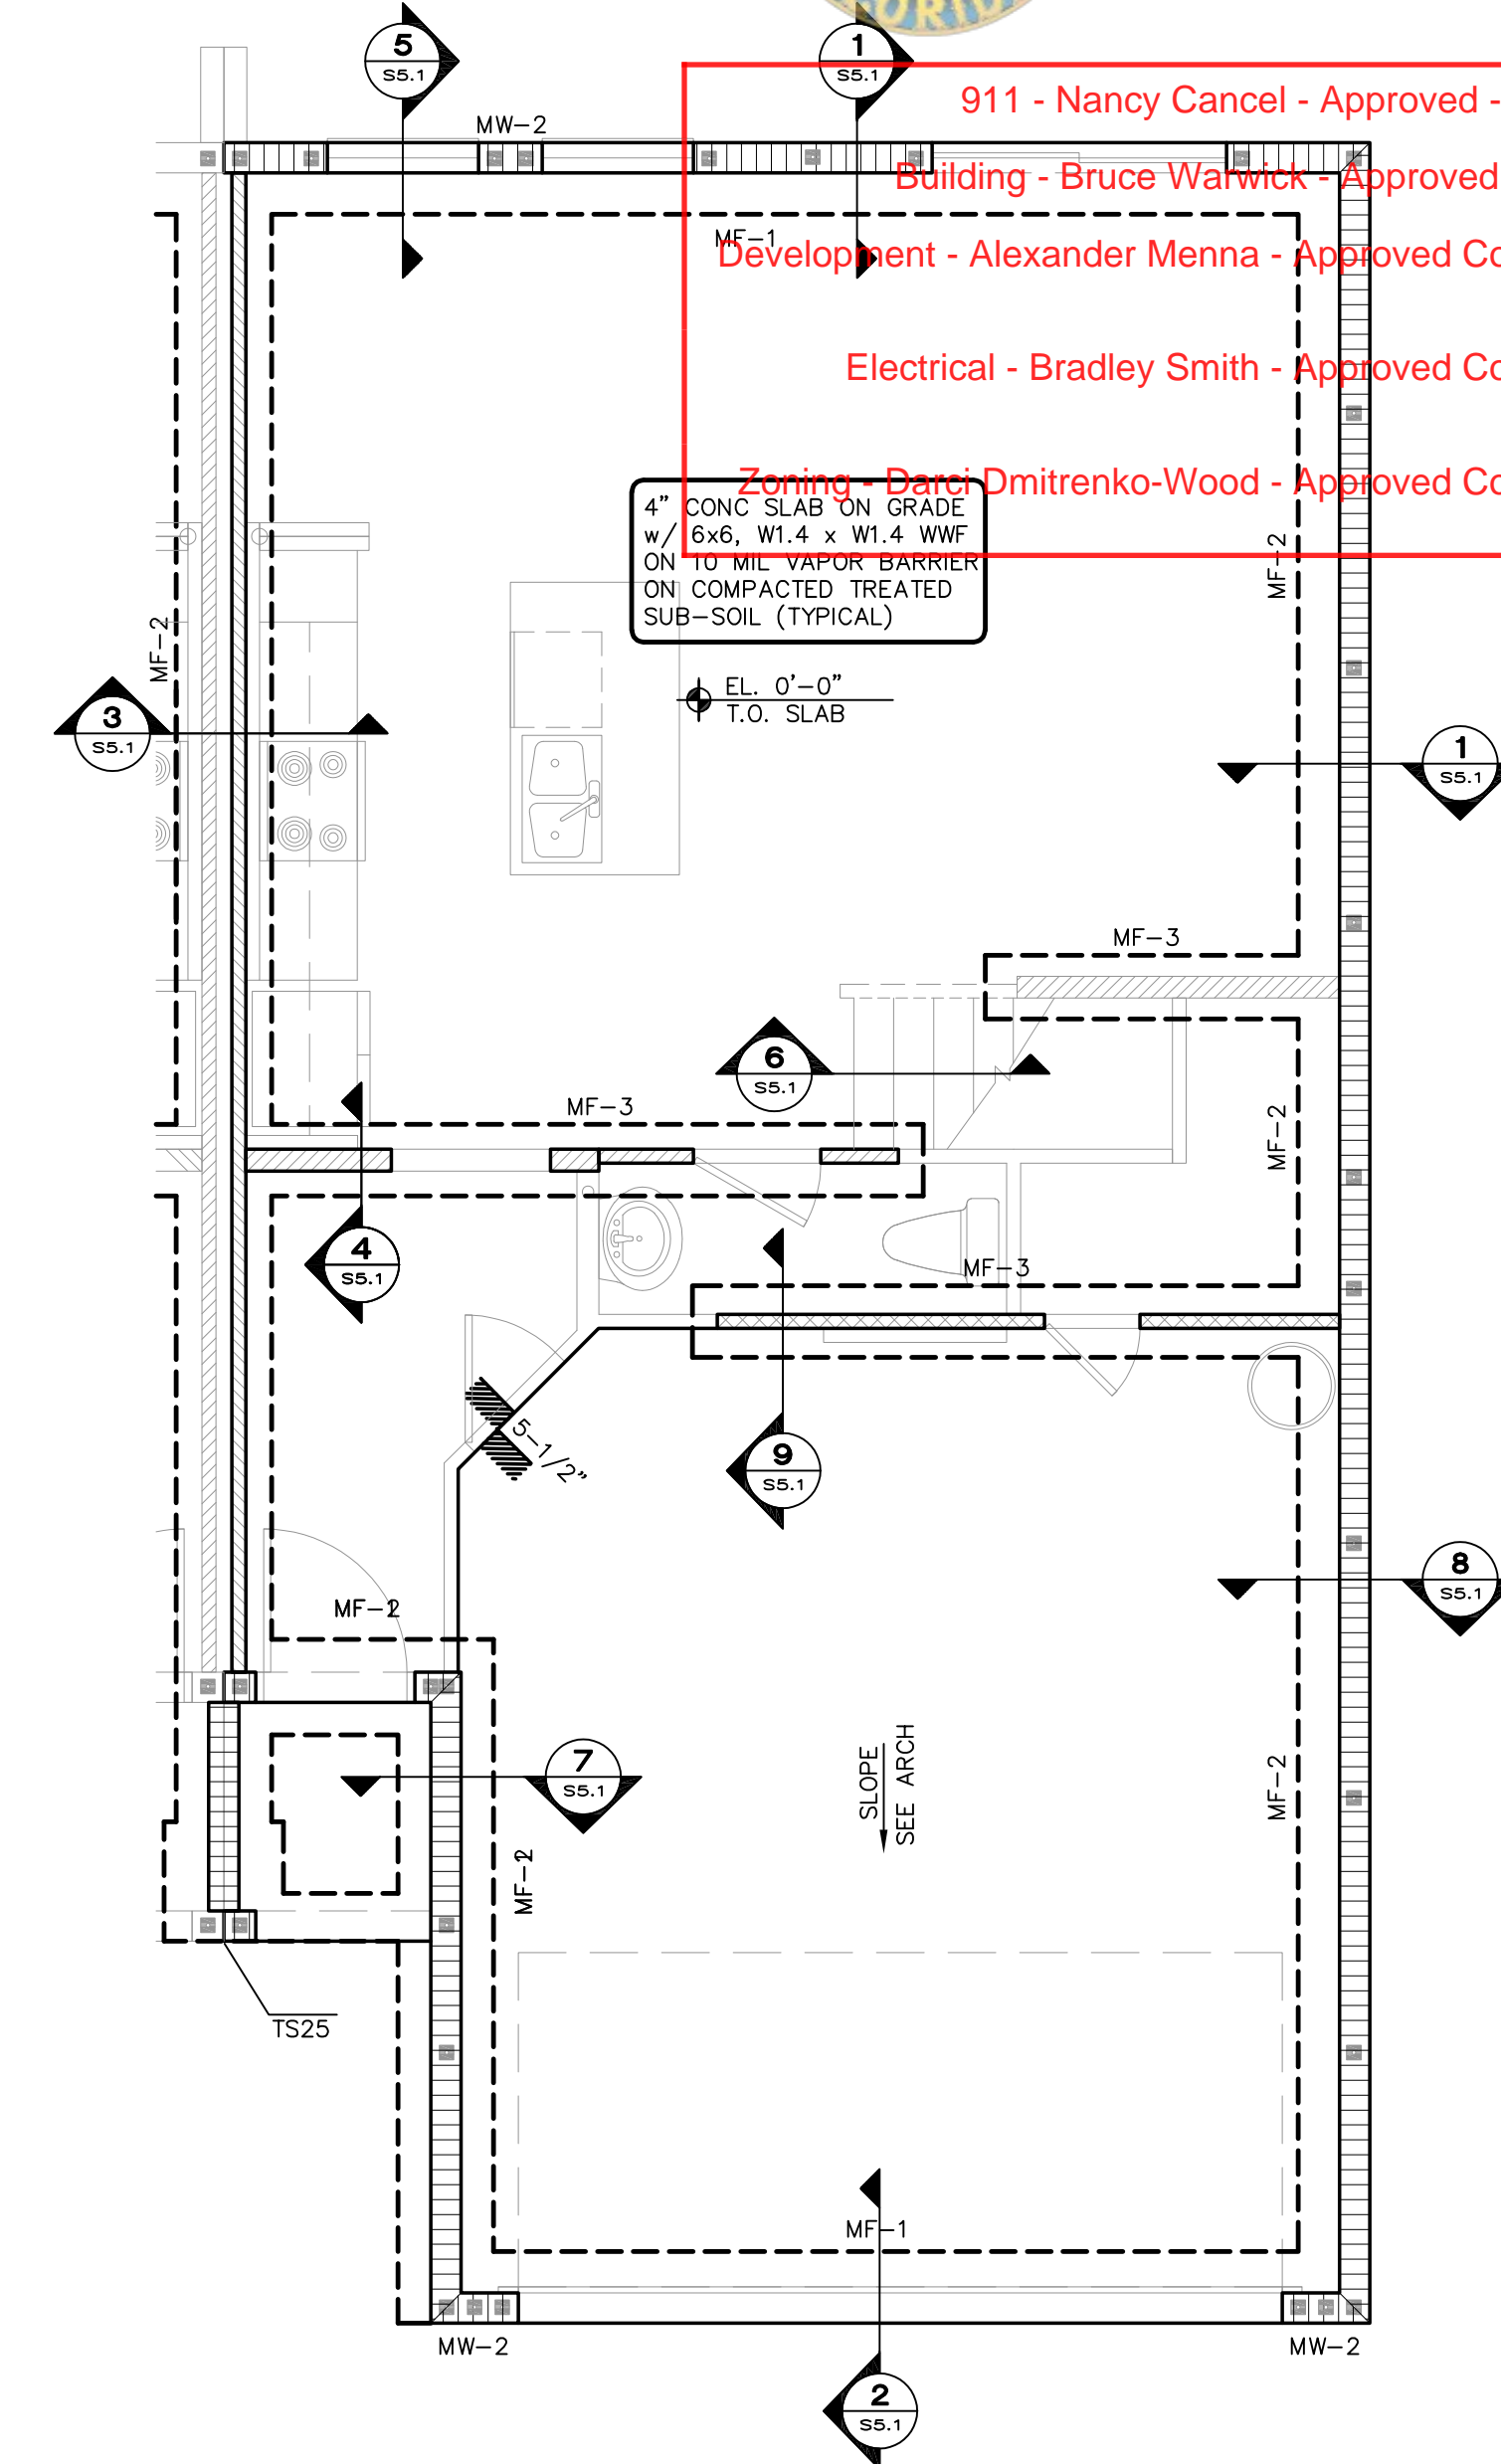 ORID
5
S5.1
1
S5.1
911 - Nancy Cancel - Approved -
MW-2
Building - Bruce Warwick - Approved
MF-1
Development - Alexander Menna - Approved Co
Electrical - Bradley Smith - Approved Co
Zoning - Darci Dmitrenko-Wood - Approved Co
4" CONC SLAB ON GRADE
w/ 6x6, W1.4 x W1.4 WWF
ON 10 MIL VAPOR BARRIER
ON COMPACTED TREATED
SUB-SOIL (TYPICAL)
MF-2
MF-2
EL. 0'-0"
T.O. SLAB
3
S5.1
1
S5.1
MF-3
6
S5.1
MF-3
MF-2
4
S5.1
MF-3
5-1/2"
9
S5.1
8
S5.1
MF-2
7
S5.1
SLOPE
SEE ARCH
MF-2
MF-2
TS25
MF-1
MW-2
MW-2
2
S5.1